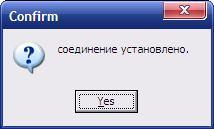 Confirm
соединение установлено.
Yes